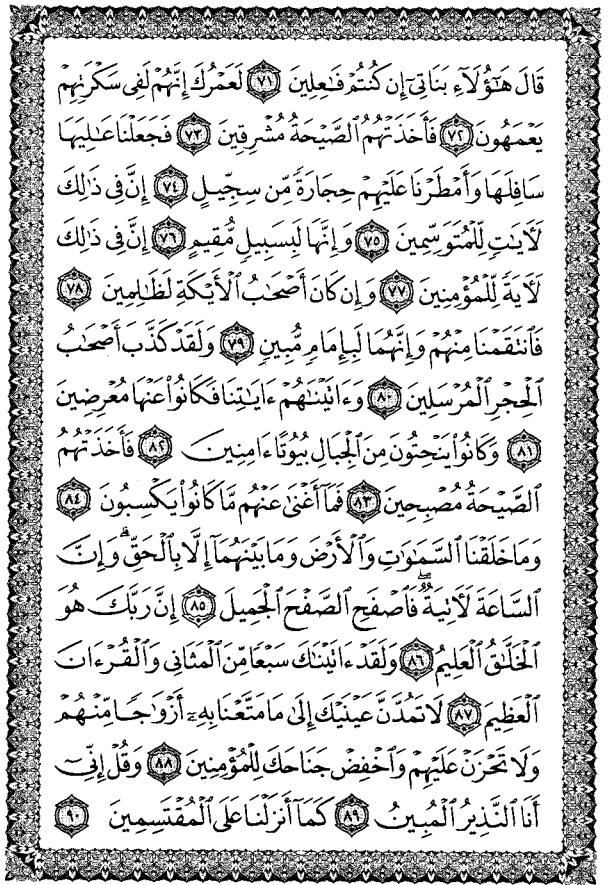 قَالَ هَٰٓؤُلَآءِ بَنَاتِىٓ إِن كُنتُمْ فَٰعِلِينَ ٧١ لَعَمْرُكَ إِنَّهُمْ لَفِى سَكْرَتِهِمْ
يَعْمَهُونَ ٧٢ فَأَخَذَتْهُمُ ٱلصَّيْحَةُ مُشْرِقِينَ ٧٣ فَجَعَلْنَا عَٰلِيَهَا
سَافِلَهَا وَأَمْطَرْنَا عَلَيْهِمْ حِجَارَةً مِّن سِجِّيلٍ ٧٤ إِنَّ فِى ذَٰلِكَ
لَءَايَٰتٍ لِّلْمُتَوَسِّمِينَ ٧٥ وَإِنَّهَا لَبِسَبِيلٍ مُّقِيمٍ ٧٦ إِنَّ فِى ذَٰلِكَ
لَءَايَةً لِّلْمُؤْمِنِينَ ٧٧ وَإِن كَانَ أَصْحَٰبُ ٱلْأَيْكَةِ لَظَٰلِمِينَ ٧٨
فَٱنتَقَمْنَا مِنْهُمْ وَإِنَّهُمَا لَبِإِمَامٍ مُّبِينٍ ٧٩ وَلَقَدْ كَذَّبَ أَصْحَٰبُ
ٱلْحِجْرِ ٱلْمُرْسَلِينَ ٨٠ وَءَاتَيْنَٰهُمْ ءَايَٰتِنَا فَكَانُوا۟ عَنْهَا مُعْرِضِينَ
٨١ وَكَانُوا۟ يَنْحِتُونَ مِنَ ٱلْجِبَالِ بُيُوتًا ءَامِنِينَ ٨٢ فَأَخَذَتْهُمُ
ٱلصَّيْحَةُ مُصْبِحِينَ ٨٣ فَمَآ أَغْنَىٰ عَنْهُم مَّا كَانُوا۟ يَكْسِبُونَ ٨٤
وَمَا خَلَقْنَا ٱلسَّمَٰوَٰتِ وَٱلْأَرْضَ وَمَا بَيْنَهُمَآ إِلَّا بِٱلْحَقِّ ۗ وَإِنَّ
ٱلسَّاعَةَ لَءَاتِيَةٌ ۖ فَٱصْفَحِ ٱلصَّفْحَ ٱلْجَمِيلَ ٨٥ إِنَّ رَبَّكَ هُوَ
ٱلْخَلَّٰقُ ٱلْعَلِيمُ ٨٦ وَلَقَدْ ءَاتَيْنَٰكَ سَبْعًا مِّنَ ٱلْمَثَانِى وَٱلْقُرْءَانَ
ٱلْعَظِيمَ ٨٧ لَا تَمُدَّنَّ عَيْنَيْكَ إِلَىٰ مَا مَتَّعْنَا بِهِۦٓ أَزْوَٰجًا مِّنْهُمْ
وَلَا تَحْزَنْ عَلَيْهِمْ وَٱخْفِضْ جَنَاحَكَ لِلْمُؤْمِنِينَ ٨٨ وَقُلْ إِنِّىٓ
أَنَا ٱلنَّذِيرُ ٱلْمُبِينُ ٨٩ كَمَآ أَنزَلْنَا عَلَى ٱلْمُقْتَسِمِينَ ٩٠